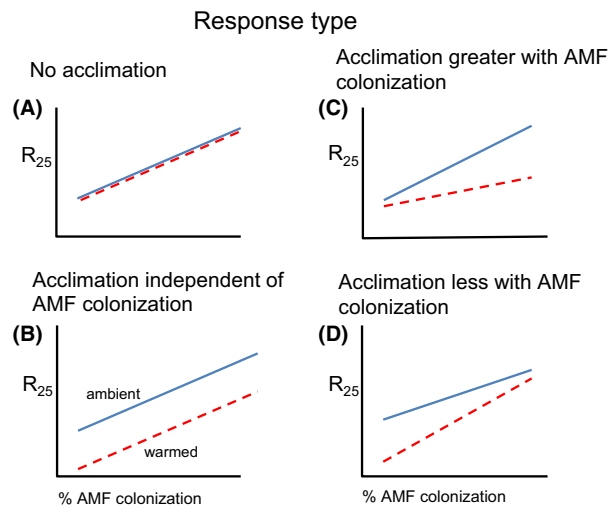 Response type
No acclimation
(A)
R25
Acclimation greater with AMF
colonization
(C)
R25
Acclimation independent of
AMF colonization
(B)
R25
ambient
warmed
% AMF colonization
Acclimation less with AMF
colonization
(D)
R25
% AMF colonization